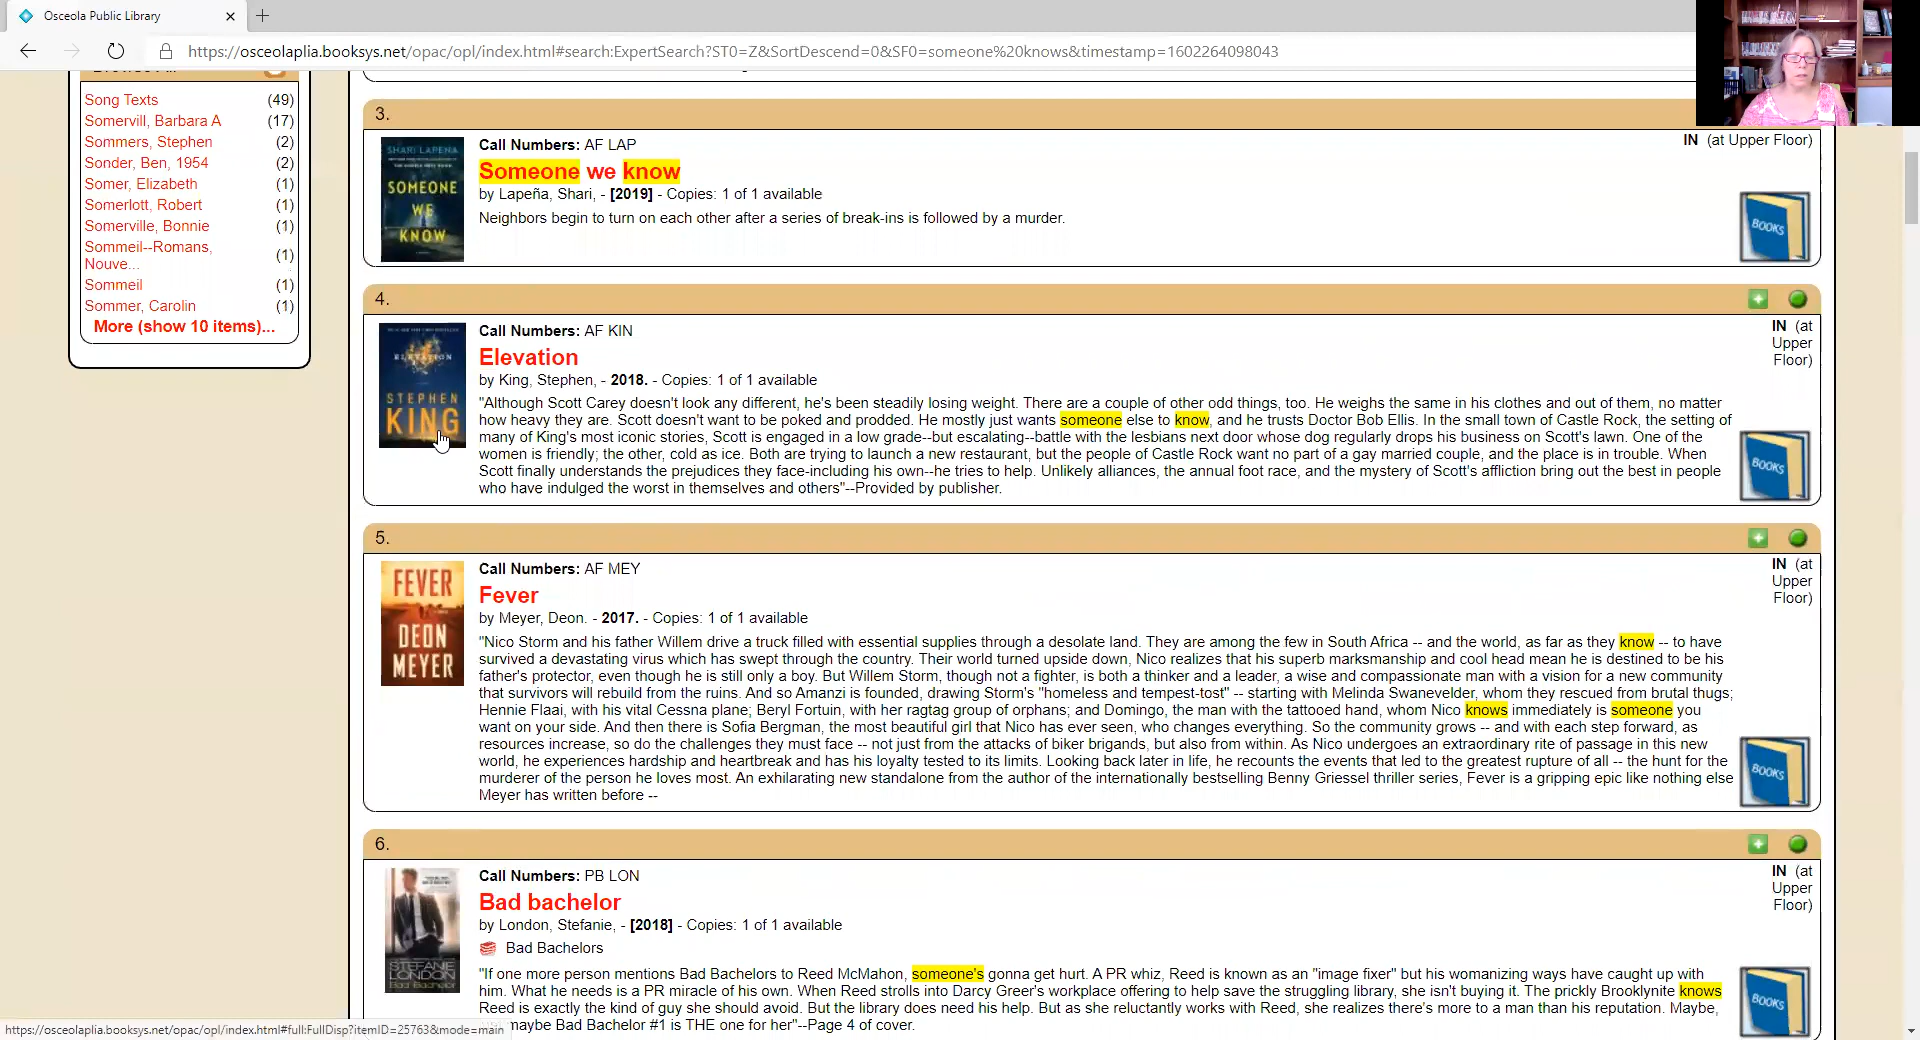 Osceola Public Library
https://osceolaplia.booksys.net/opac/opl/index.html#search:ExpertSearch?ST0=Z&SortDescend=0&SF0=someone%20knows&timestamp=1602264098043
Song Texts (49)
Somervill, Barbara A (17)
Sommers, Stephen (2)
Sonder, Ben, 1954 (2)
Somer, Elizabeth (1)
Somerlott, Robert (1)
Somerville, Bonnie (1)
Sommeil--Romans,
Nouve... (1)
Sommeil (1)
Sommer, Carolin (1)
More (show 10 items)...
3.
SHARI LAPENA
SOMEONE
WE
KNOW
Call Numbers: AF LAP
Someone we know
by Lapeña, Shari, - [2019] - Copies: 1 of 1 available
Neighbors begin to turn on each other after a series of break-ins is followed by a murder.
IN (at Upper Floor)
BOOKS
4.
ELEVATION
STEPHEN
KING
Call Numbers: AF KIN
Elevation
by King, Stephen, - 2018. - Copies: 1 of 1 available
"Although Scott Carey doesn't look any different, he's been steadily losing weight. There are a couple of other odd things, too. He weighs the same in his clothes and out of them, no matter
how heavy they are. Scott doesn't want to be poked and prodded. He mostly just wants someone else to know, and he trusts Doctor Bob Ellis. In the small town of Castle Rock, the setting of
many of King's most iconic stories, Scott is engaged in a low grade--but escalating--battle with the lesbians next door whose dog regularly drops his business on Scott's lawn. One of the
women is friendly; the other, cold as ice. Both are trying to launch a new restaurant, but the people of Castle Rock want no part of a gay married couple, and the place is in trouble. When
Scott finally understands the prejudices they face-including his own--he tries to help. Unlikely alliances, the annual foot race, and the mystery of Scott's affliction bring out the best in people
who have indulged the worst in themselves and others"--Provided by publisher.
IN (at
Upper
Floor)
BOOKS
5.
FEVER
DEON
MEYER
Call Numbers: AF MEY
Fever
by Meyer, Deon. - 2017. - Copies: 1 of 1 available
"Nico Storm and his father Willem drive a truck filled with essential supplies through a desolate land. They are among the few in South Africa -- and the world, as far as they know -- to have
survived a devastating virus which has swept through the country. Their world turned upside down, Nico realizes that his superb marksmanship and cool head mean he is destined to be his
father's protector, even though he is still only a boy. But Willem Storm, though not a fighter, is both a thinker and a leader, a wise and compassionate man with a vision for a new community
that survivors will rebuild from the ruins. And so Amanzi is founded, drawing Storm's "homeless and tempest-tost" -- starting with Melinda Swanevelder, whom they rescued from brutal thugs;
Hennie Flaai, with his vital Cessna plane; Beryl Fortuin, with her ragtag group of orphans; and Domingo, the man with the tattooed hand, whom Nico knows immediately is someone you
want on your side. And then there is Sofia Bergman, the most beautiful girl that Nico has ever seen, who changes everything. So the community grows -- and with each step forward, as
resources increase, so do the challenges they must face -- not just from the attacks of biker brigands, but also from within. As Nico undergoes an extraordinary rite of passage in this new
world, he experiences hardship and heartbreak and has his loyalty tested to its limits. Looking back later in life, he recounts the events that led to the greatest rupture of all -- the hunt for the
murderer of the person he loves most. An exhilarating new standalone from the author of the internationally bestselling Benny Griessel thriller series, Fever is a gripping epic like nothing else
Meyer has written before --
IN (at
Upper
Floor)
BOOKS
6.
STEFANIE
LONDON
Bad Bachelor
Call Numbers: PB LON
Bad bachelor
by London, Stefanie, - [2018] - Copies: 1 of 1 available
Bad Bachelors
"If one more person mentions Bad Bachelors to Reed McMahon, someone's gonna get hurt. A PR whiz, Reed is known as an "image fixer" but his womanizing ways have caught up with
him. What he needs is a PR miracle of his own. When Reed strolls into Darcy Greer's workplace offering to help save the struggling library, she isn't buying it. The prickly Brooklynite knows
Reed is exactly the kind of guy she should avoid. But the library does need his help. But as she reluctantly works with Reed, she realizes there's more to a man than his reputation. Maybe,
maybe Bad Bachelor #1 is THE one for her"--Page 4 of cover.
IN (at
Upper
Floor)
BOOKS
https://osceolaplia.booksys.net/opac/opl/index.html#full:FullDisp?itemID=25763&mode=main